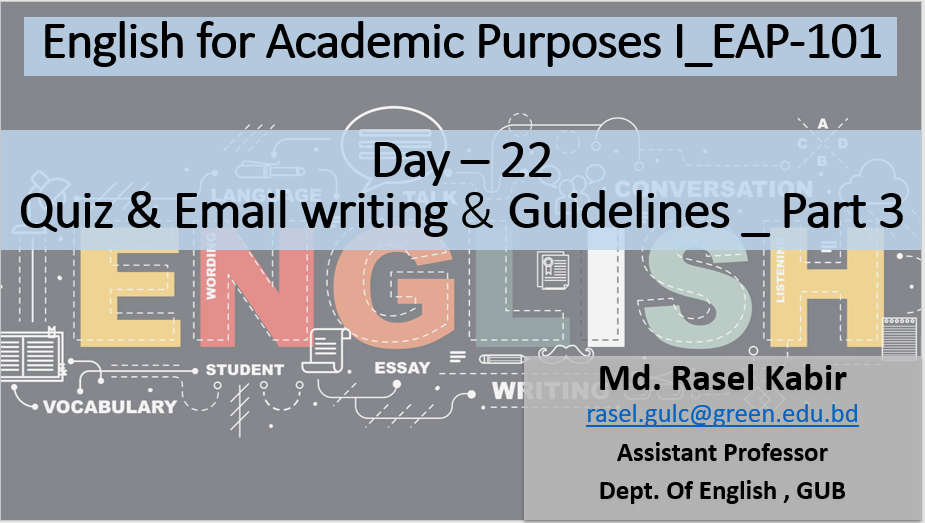 English for Academic Purposes I_EAP-101
Day – 22
Quiz & Email writing & Guidelines _ Part 3
A
C D
B
LANGUAGE
TALK
CONVERSATION
WORDING
LISTENING
ENGLISH
STUDENT
ESSAY
VOCABULARY
WRITING
Md. Rasel Kabir
rasel.gulc@green.edu.bd
Assistant Professor
Dept. Of English , GUB